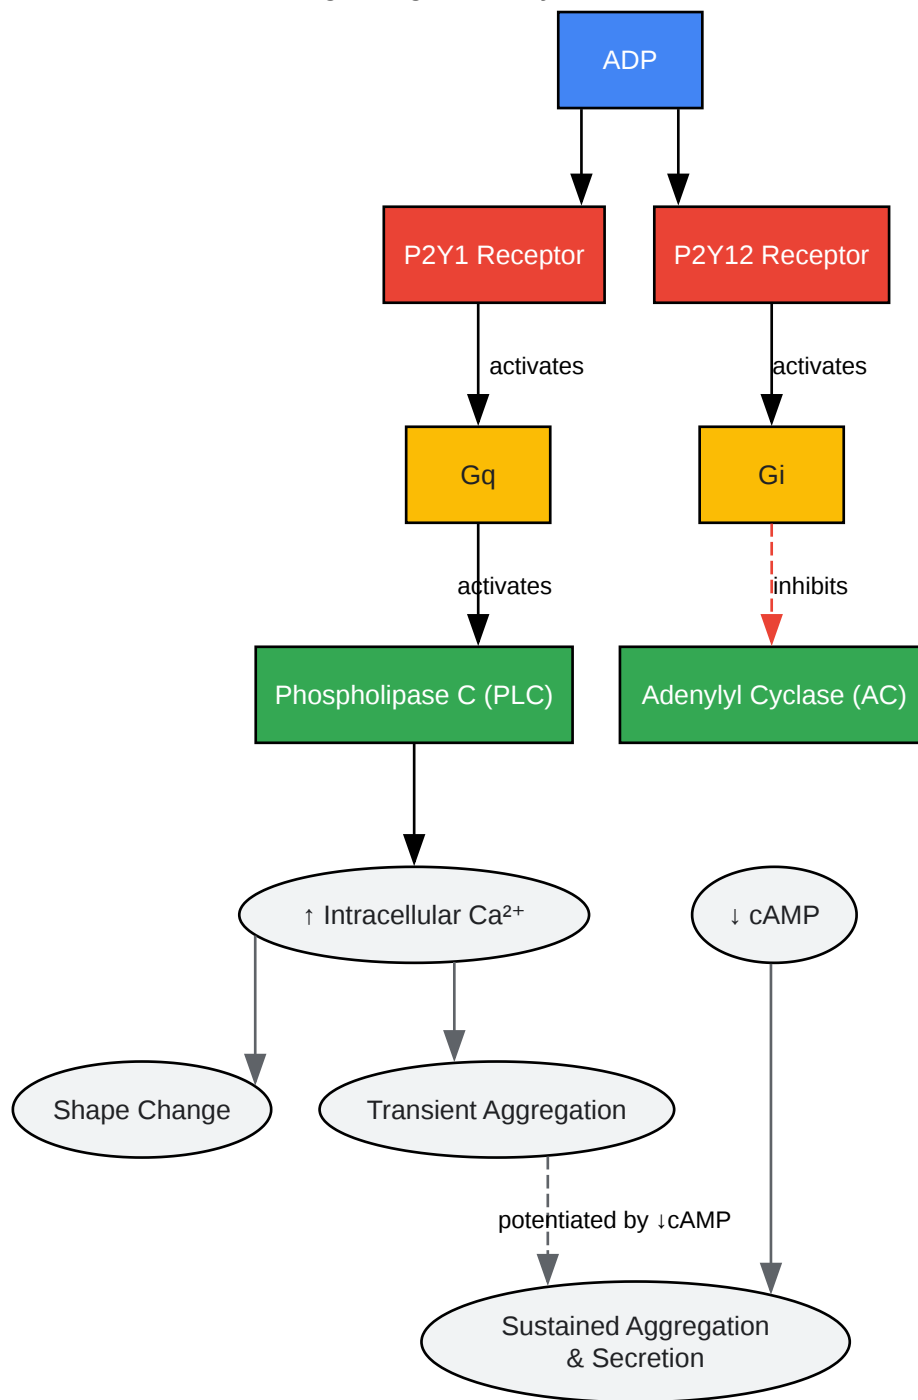 ADP
P2Y1 Receptor
P2Y12 Receptor
activates
activates
Gq
Gi
activates
inhibits
Phospholipase C (PLC)
Adenylyl Cyclase (AC)
↑ Intracellular Ca²⁺
↓ cAMP
Shape Change
Transient Aggregation
potentiated by ↓cAMP
Sustained Aggregation
& Secretion